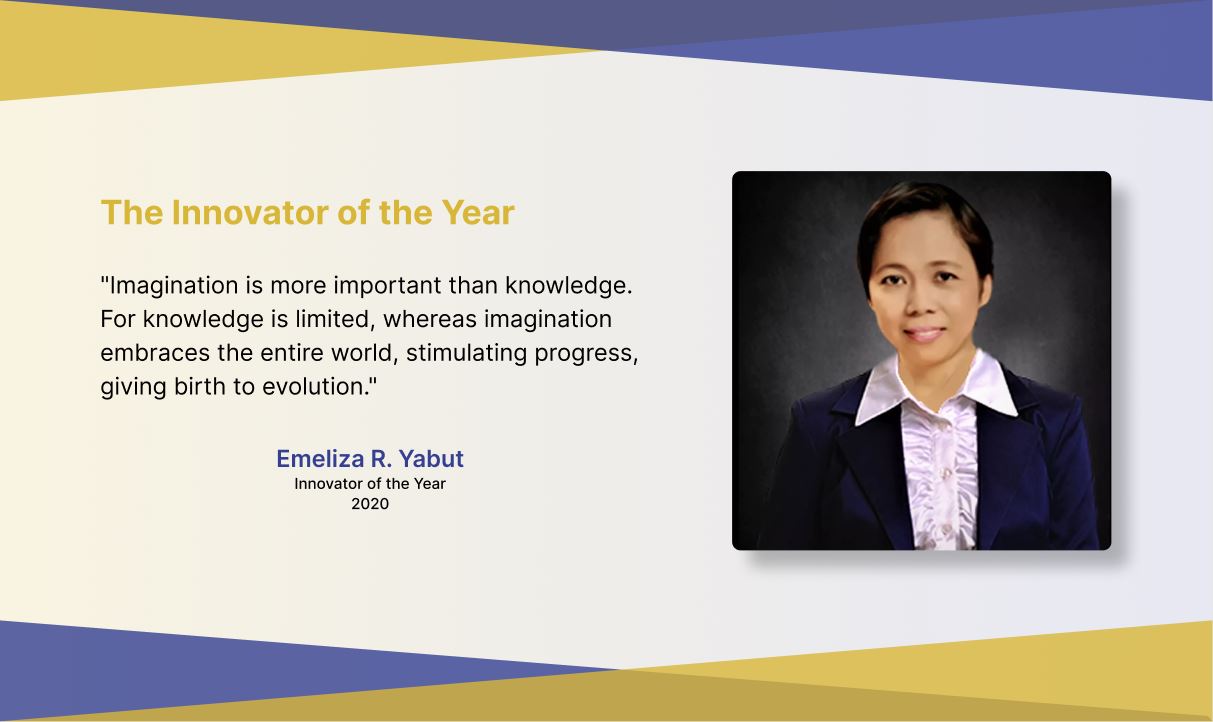 The Innovator of the Year
"Imagination is more important than knowledge.
For knowledge is limited, whereas imagination
embraces the entire world, stimulating progress,
giving birth to evolution."
Emeliza R. Yabut
Innovator of the Year
2020